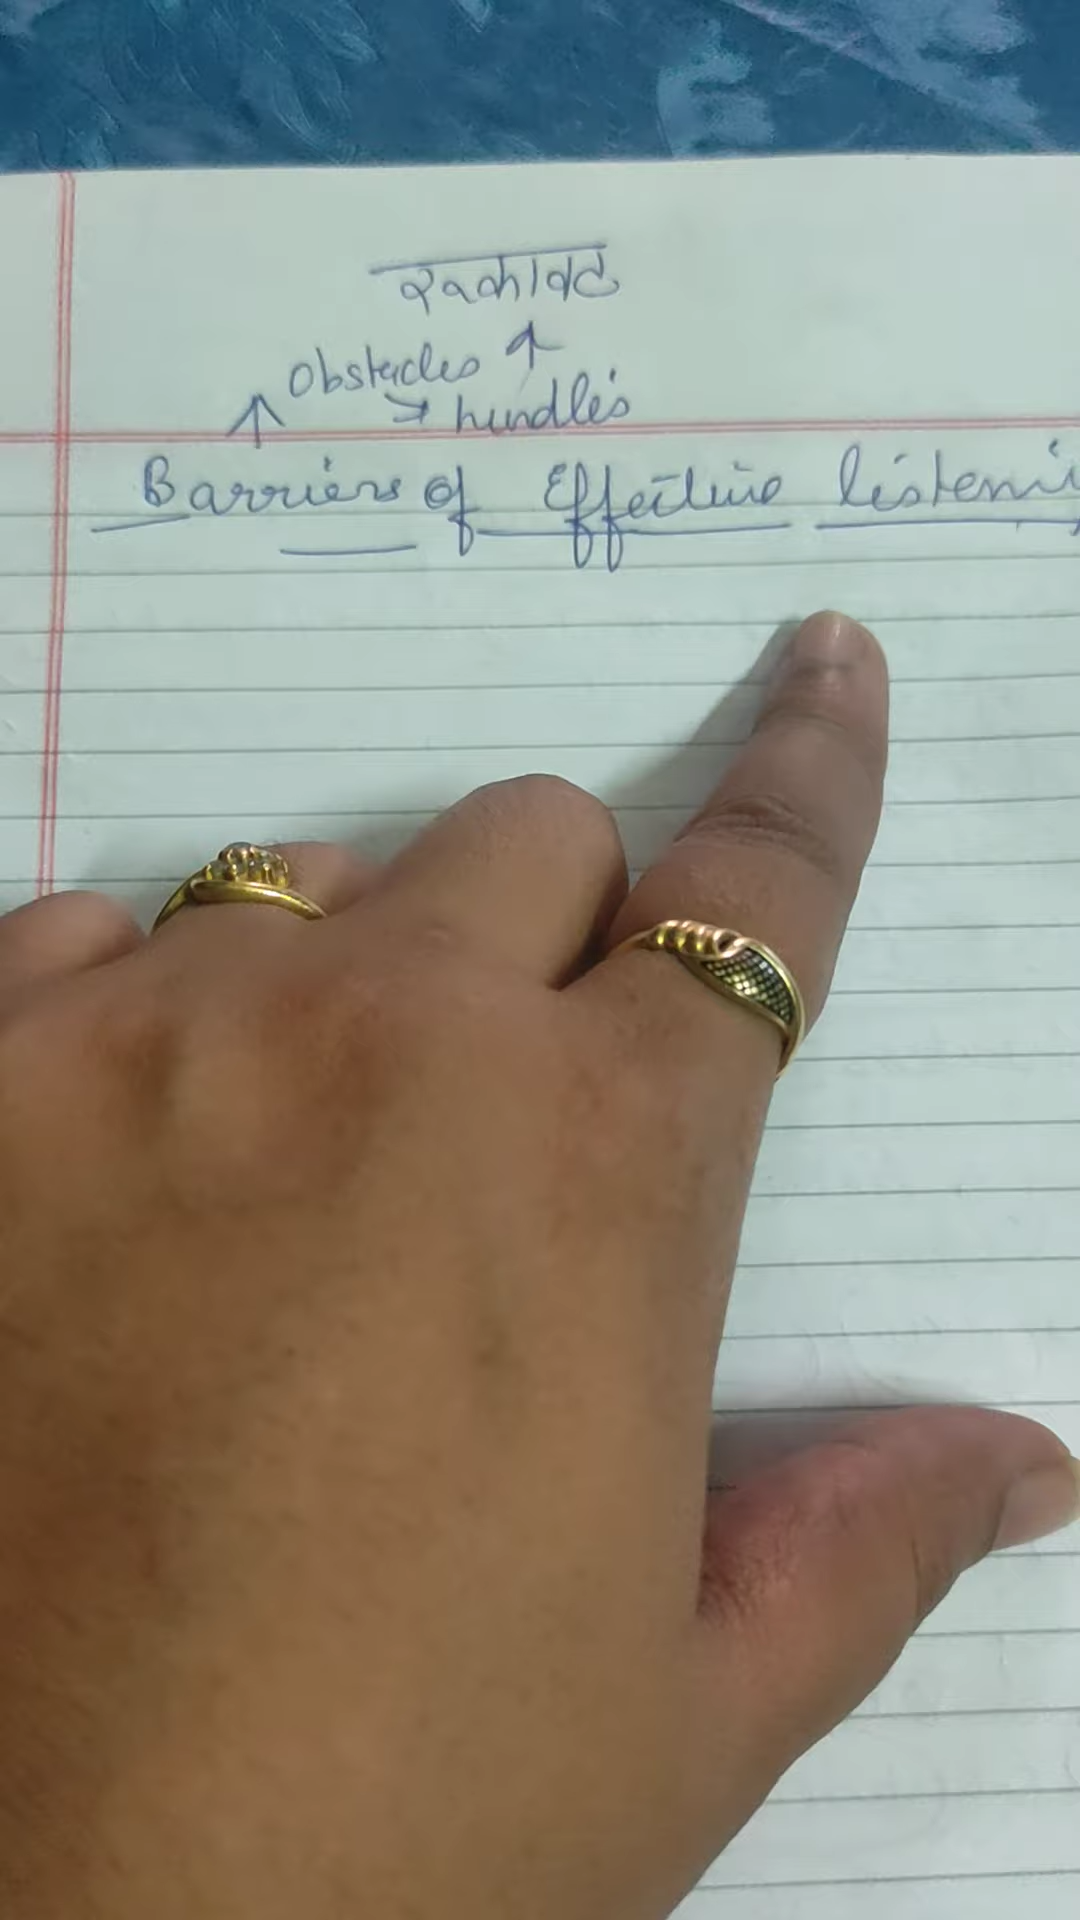 रुकावट
Obstacles ↑
↑ → hurdles
Barriers of Effective listeni